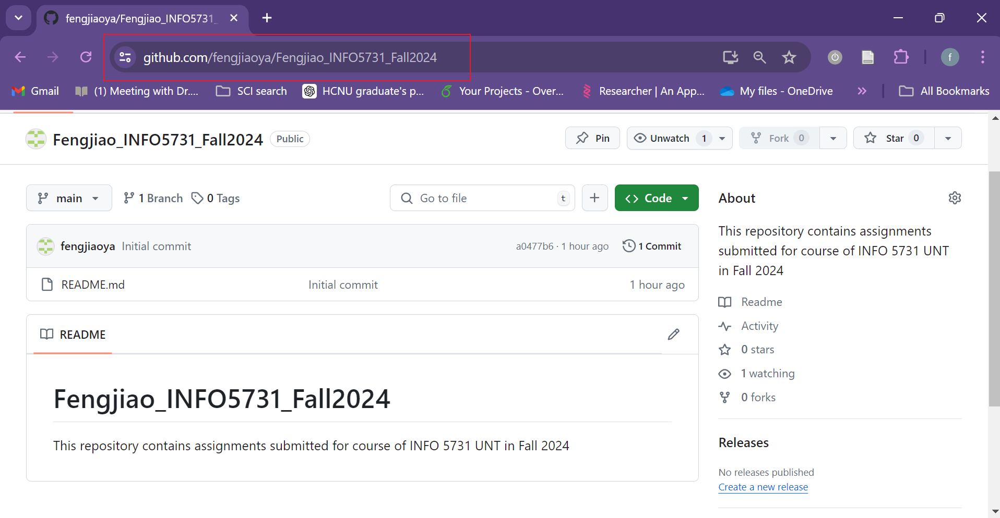 fengjiaoya/Fengjiao_INFO5731_
github.com/fengjiaoya/Fengjiao_INFO5731_Fall2024
f
Gmail
(1) Meeting with Dr....
SCI search
HCNU graduate's p...
Your Projects - Over...
Researcher | An App...
My files - OneDrive
All Bookmarks
Fengjiao_INFO5731_Fall2024 Public
Pin
Unwatch 1
Fork 0
Star 0
main
1 Branch
0 Tags
Go to file t
Code
fengjiaoya Initial commit a0477b6 · 1 hour ago 1 Commit
README.md Initial commit 1 hour ago
README
Fengjiao_INFO5731_Fall2024
This repository contains assignments submitted for course of INFO 5731 UNT in Fall 2024
About
This repository contains assignments
submitted for course of INFO 5731 UNT
in Fall 2024
Readme
Activity
0 stars
1 watching
0 forks
Releases
No releases published
Create a new release